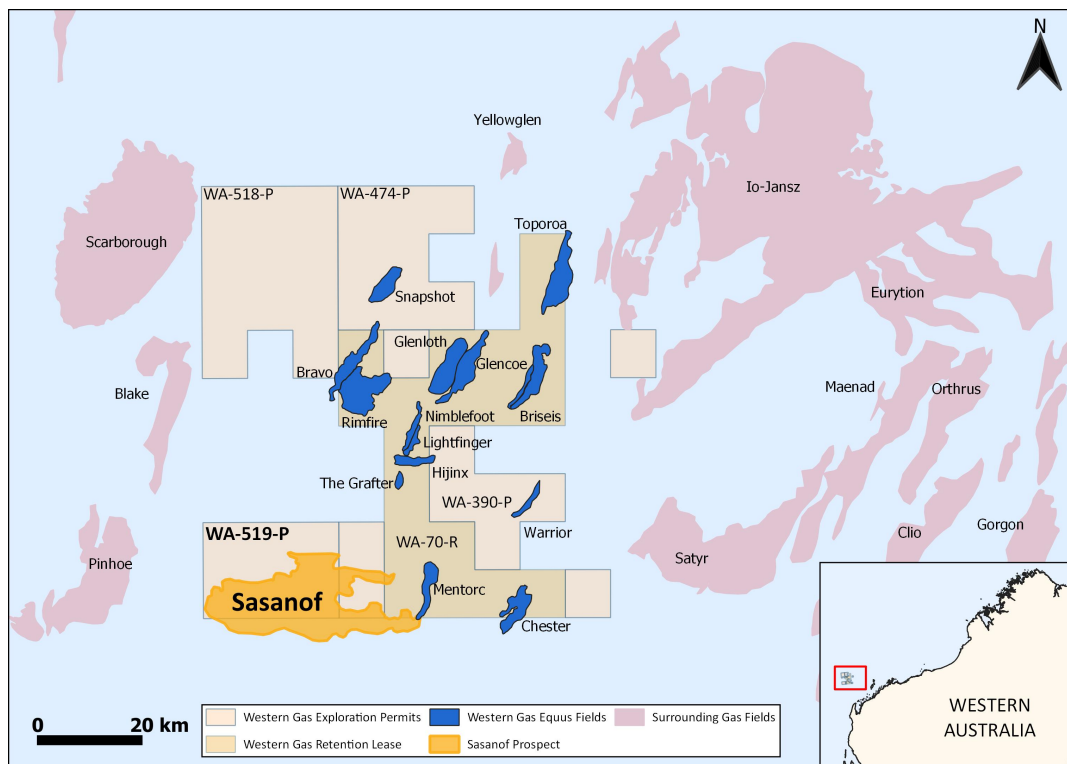 N
Yellowglen
Io-Jansz
WA-518-P
WA-474-P
Toporoa
Scarborough
Snapshot
Eurytion
Glenloth
Glencoe
Bravo
Maenad
Orthrus
Blake
Rimfire
Nimblefoot
Briseis
Lightfinger
Hijinx
The Grafter
WA-390-P
WA-519-P
Warrior
Gorgon
Clio
WA-70-R
Satyr
Pinhoe
Mentorc
Sasanof
Chester
WESTERN
AUSTRALIA
0 20 km
Western Gas Exploration Permits
Western Gas Equus Fields
Surrounding Gas Fields
Western Gas Retention Lease
Sasanof Prospect